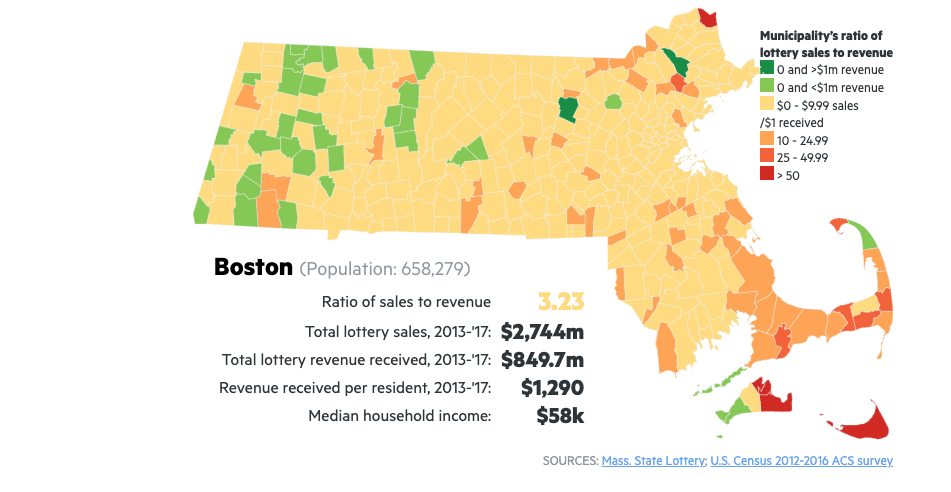 Municipality's ratio of
lottery sales to revenue
0 and >$1m revenue
0 and <$1m revenue
$0 - $9.99 sales
/$1 received
10 - 24.99
25 - 49.99
> 50
Boston (Population: 658,279)
Ratio of sales to revenue 3.23
Total lottery sales, 2013-'17: $2,744m
Total lottery revenue received, 2013-'17: $849.7m
Revenue received per resident, 2013-'17: $1,290
Median household income: $58k
SOURCES: Mass. State Lottery; U.S. Census 2012-2016 ACS survey